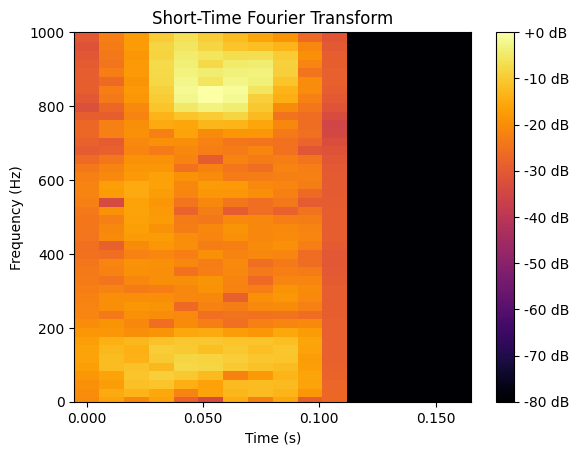 Short-Time Fourier Transform
1000
800
600
400
200
0
Frequency (Hz)
0.000
0.050
0.100
0.150
Time (s)
+0 dB
-10 dB
-20 dB
-30 dB
-40 dB
-50 dB
-60 dB
-70 dB
-80 dB